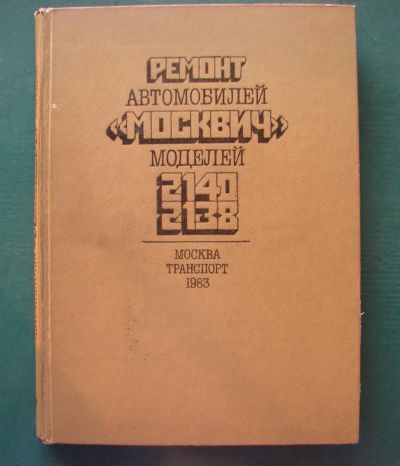 РЕМОНТ
АВТОМОБИЛЕЙ
«МОСКВИЧ»
МОДЕЛЕЙ
2140
2138
МОСКВА
ТРАНСПОРТ
1983